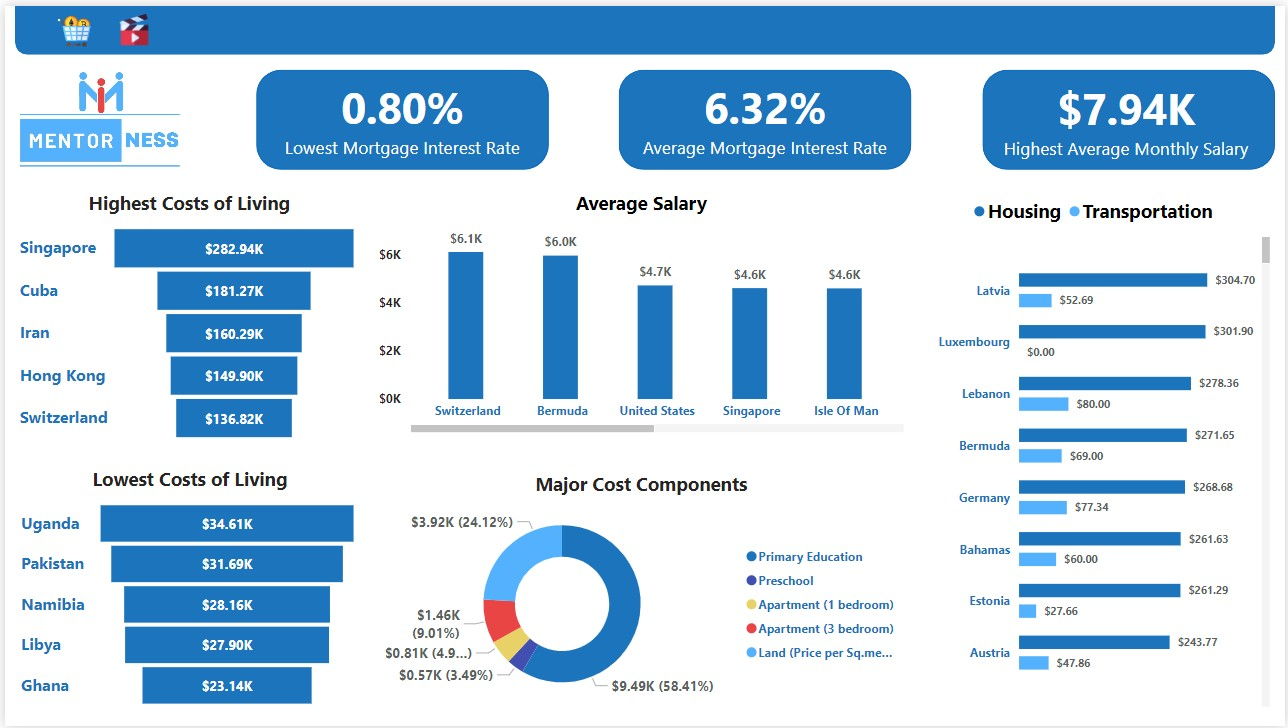 MENTOR NESS
0.80%
Lowest Mortgage Interest Rate
6.32%
Average Mortgage Interest Rate
$7.94K
Highest Average Monthly Salary
Highest Costs of Living
Singapore $282.94K
Cuba $181.27K
Iran $160.29K
Hong Kong $149.90K
Switzerland $136.82K
Average Salary
$6K
$4K
$2K
$0K
$6.1K $6.0K $4.7K $4.6K $4.6K
Switzerland Bermuda United States Singapore Isle Of Man
Housing Transportation
Latvia $304.70
$52.69
Luxembourg $301.90
$0.00
Lebanon $278.36
$80.00
Bermuda $271.65
$69.00
Germany $268.68
$77.34
Bahamas $261.63
$60.00
Estonia $261.29
$27.66
Austria $243.77
$47.86
Lowest Costs of Living
Uganda $34.61K
Pakistan $31.69K
Namibia $28.16K
Libya $27.90K
Ghana $23.14K
Major Cost Components
$3.92K (24.12%)
$1.46K
(9.01%)
$0.81K (4.9...)
$0.57K (3.49%)
$9.49K (58.41%)
Primary Education
Preschool
Apartment (1 bedroom)
Apartment (3 bedroom)
Land (Price per Sq.me...